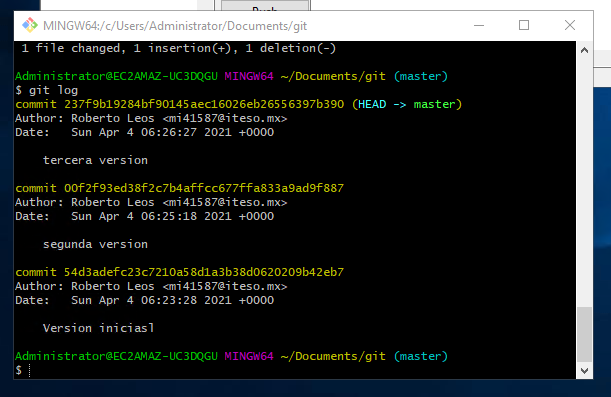 Push
MINGW64:/c/Users/Administrator/Documents/git
1 file changed, 1 insertion(+), 1 deletion(-)
Administrator@EC2AMAZ-UC3DQGU MINGW64 ~/Documents/git (master)
$ git log
commit 237f9b19284bf90145aec16026eb26556397b390 (HEAD -> master)
Author: Roberto Leos <mi41587@iteso.mx>
Date:   Sun Apr 4 06:26:27 2021 +0000
tercera version
commit 00f2f93ed38f2c7b4affcc677ffa833a9ad9f887
Author: Roberto Leos <mi41587@iteso.mx>
Date:   Sun Apr 4 06:25:18 2021 +0000
segunda version
commit 54d3adefc23c7210a58d1a3b38d0620209b42eb7
Author: Roberto Leos <mi41587@iteso.mx>
Date:   Sun Apr 4 06:23:28 2021 +0000
Version iniciasl
Administrator@EC2AMAZ-UC3DQGU MINGW64 ~/Documents/git (master)
$